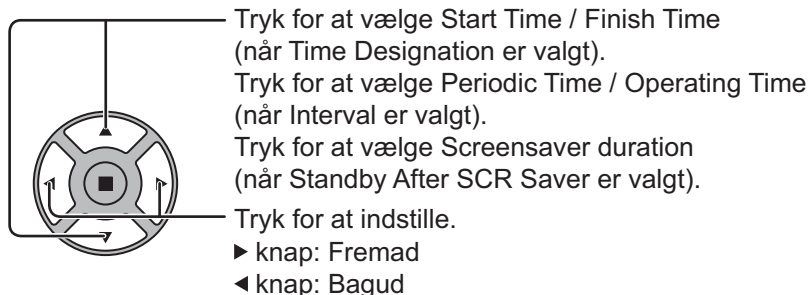 Tryk for at vælge Start Time / Finish Time
(når Time Designation er valgt).
Tryk for at vælge Periodic Time / Operating Time
(når Interval er valgt).
Tryk for at vælge Screensaver duration
(når Standby After SCR Saver er valgt).
Tryk for at indstille.
▶ knap: Fremad
◀ knap: Bagud